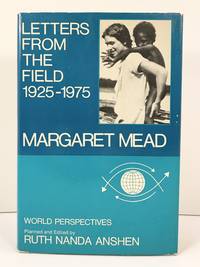 LETTERS
FROM
THE
FIELD
1925-1975
MARGARET MEAD
WORLD PERSPECTIVES
Planned and Edited by
RUTH NANDA ANSHEN